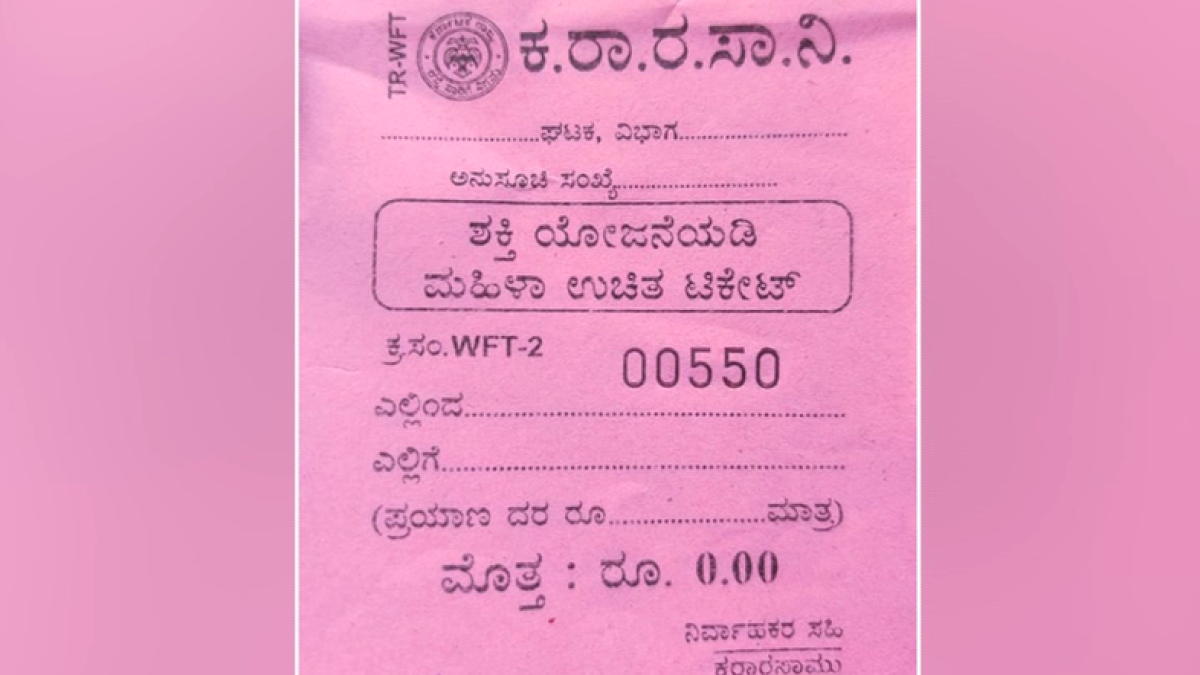 TR-WFT
ಕ.ರಾ.ರ.ಸಾ.ನಿ.
....................ಘಟಕ, ವಿಭಾಗ....................
ಅನುಸೂಚಿ ಸಂಖ್ಯೆ....................
ಶಕ್ತಿ ಯೋಜನೆಯಡಿ
ಮಹಿಳಾ ಉಚಿತ ಟಿಕೇಟ್
ಕ್ರ.ಸಂ.WFT-2 00550
ಎಲ್ಲಿಂದ....................
ಎಲ್ಲಿಗೆ....................
(ಪ್ರಯಾಣ ದರ ರೂ....................ಮಾತ್ರ)
ಮೊತ್ತ : ರೂ. 0.00
ನಿರ್ವಾಹಕರ ಸಹಿ
ಕರಾರಸಾಮು